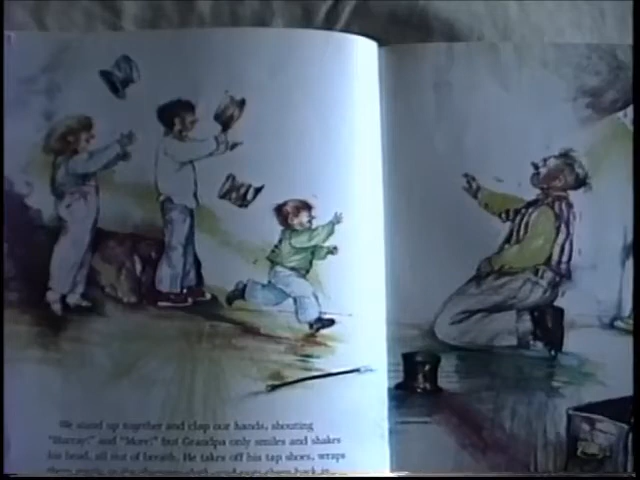 We stand up together and clap our hands, shouting
"Hurray!" and "More!" but Grandpa only smiles and shakes
his head, all out of breath. He takes off his tap shoes, wraps
them